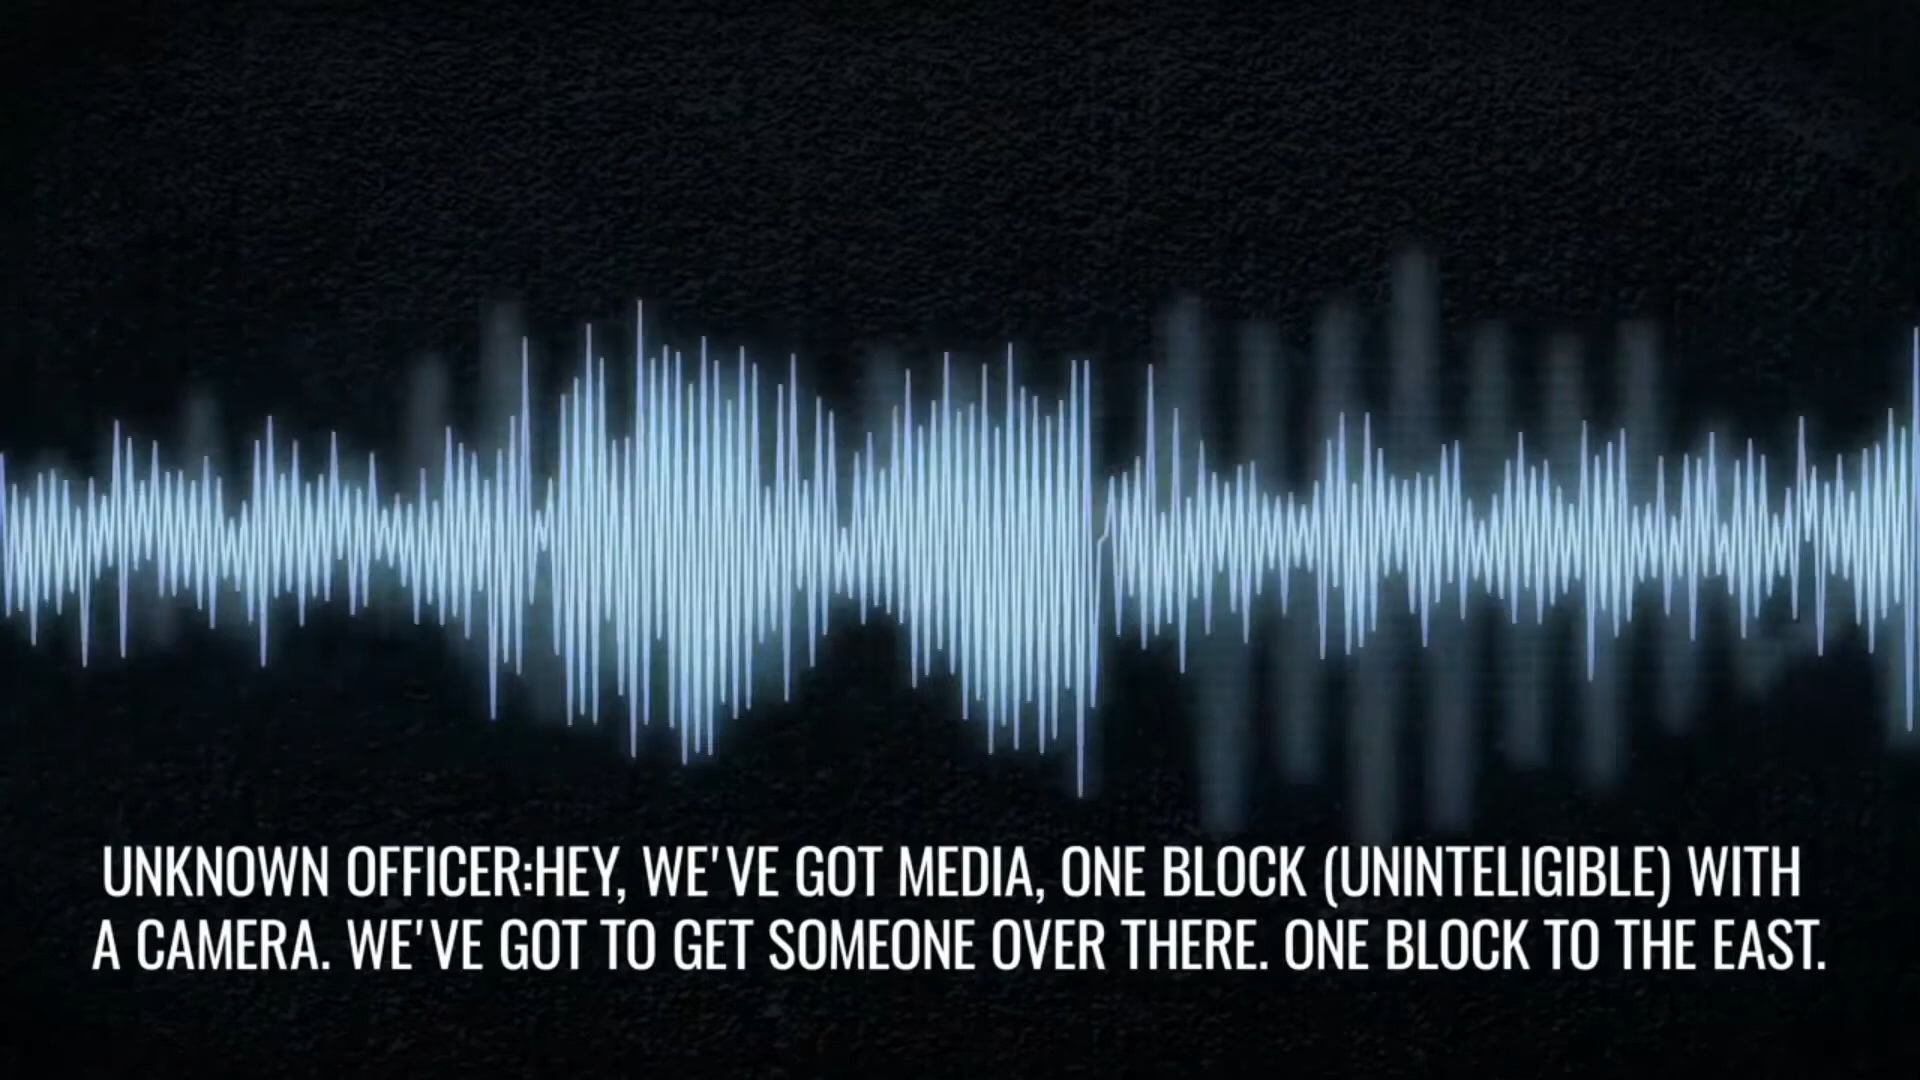 UNKNOWN OFFICER:HEY, WE'VE GOT MEDIA, ONE BLOCK (UNINTELIGIBLE) WITH
A CAMERA. WE'VE GOT TO GET SOMEONE OVER THERE. ONE BLOCK TO THE EAST.